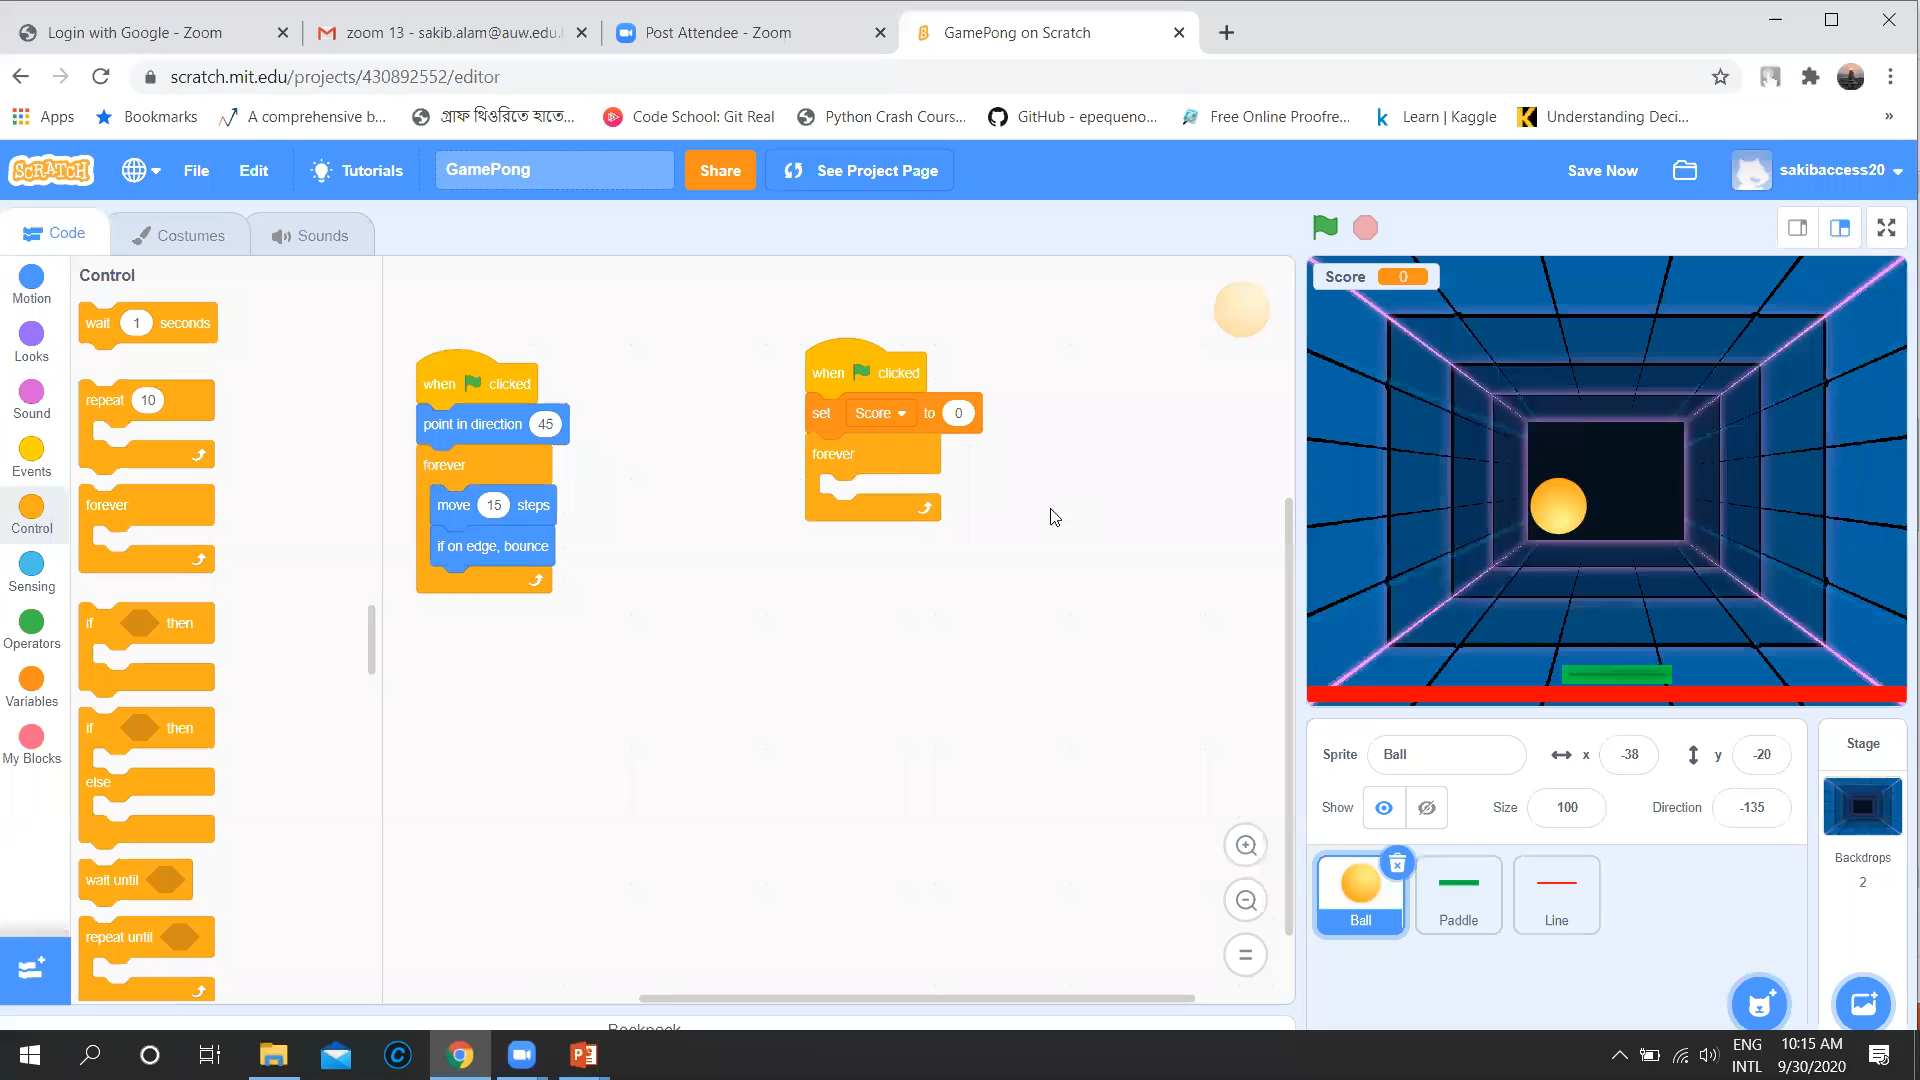 Login with Google - Zoom
zoom 13 - sakib.alam@auw.edu.
Post Attendee - Zoom
GamePong on Scratch
scratch.mit.edu/projects/430892552/editor
Apps
Bookmarks
A comprehensive b...
গ্রাফ থিওরিতে হাতে...
Code School: Git Real
Python Crash Cours...
GitHub - epequeno...
Free Online Proofre...
Learn | Kaggle
Understanding Deci...
»
SCRATCH
File
Edit
Tutorials
GamePong
Share
See Project Page
Save Now
sakibaccess20
Code
Costumes
Sounds
Motion
Looks
Sound
Events
Control
Sensing
Operators
Variables
My Blocks
Control
wait 1 seconds
repeat 10
forever
if then
if then
else
wait until
repeat until
when clicked
point in direction 45
forever
move 15 steps
if on edge, bounce
when clicked
set Score to 0
forever
Backpack
Score 0
Sprite Ball x -38 y -20
Show Size 100 Direction -135
Ball
Paddle
Line
Stage
Backdrops
2
ENG
INTL
10:15 AM
9/30/2020